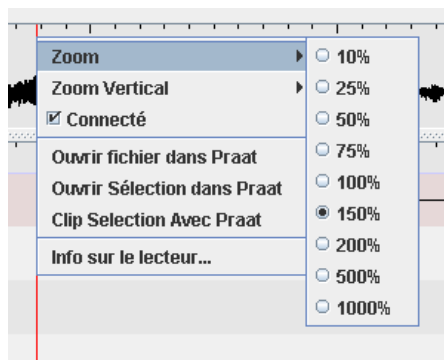 Zoom
Zoom Vertical
Connecté
Ouvrir fichier dans Praat
Ouvrir Sélection dans Praat
Clip Selection Avec Praat
Info sur le lecteur...
10%
25%
50%
75%
100%
150%
200%
500%
1000%